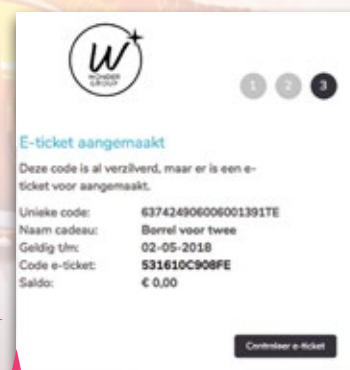 W
WONDER
GROUP
1 2 3
E-ticket aangemaakt
Deze code is al verzilverd, maar er is een e-
ticket voor aangemaakt.
Unieke code: 637424906006001391TE
Naam cadeau: Borrel voor twee
Geldig t/m: 02-05-2018
Code e-ticket: 531610C908FE
Saldo: € 0,00
Controleer e-ticket